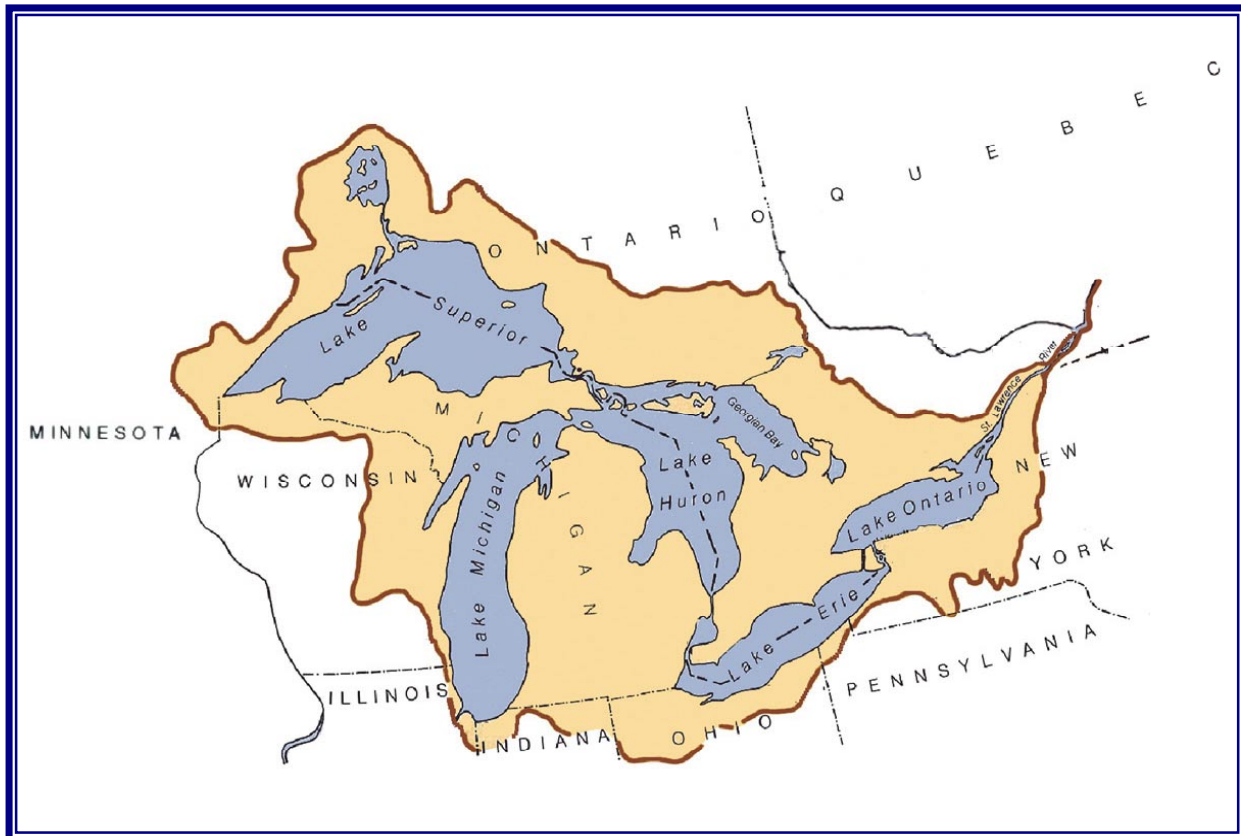 QUEBEC
ONTARIO
Lake Superior
Georgian Bay
St. Lawrence River
MINNESOTA
MICHIGAN
WISCONSIN
Lake Huron
NEW YORK
Lake Ontario
Lake Michigan
Lake Erie
PENNSYLVANIA
ILLINOIS
INDIANA
OHIO